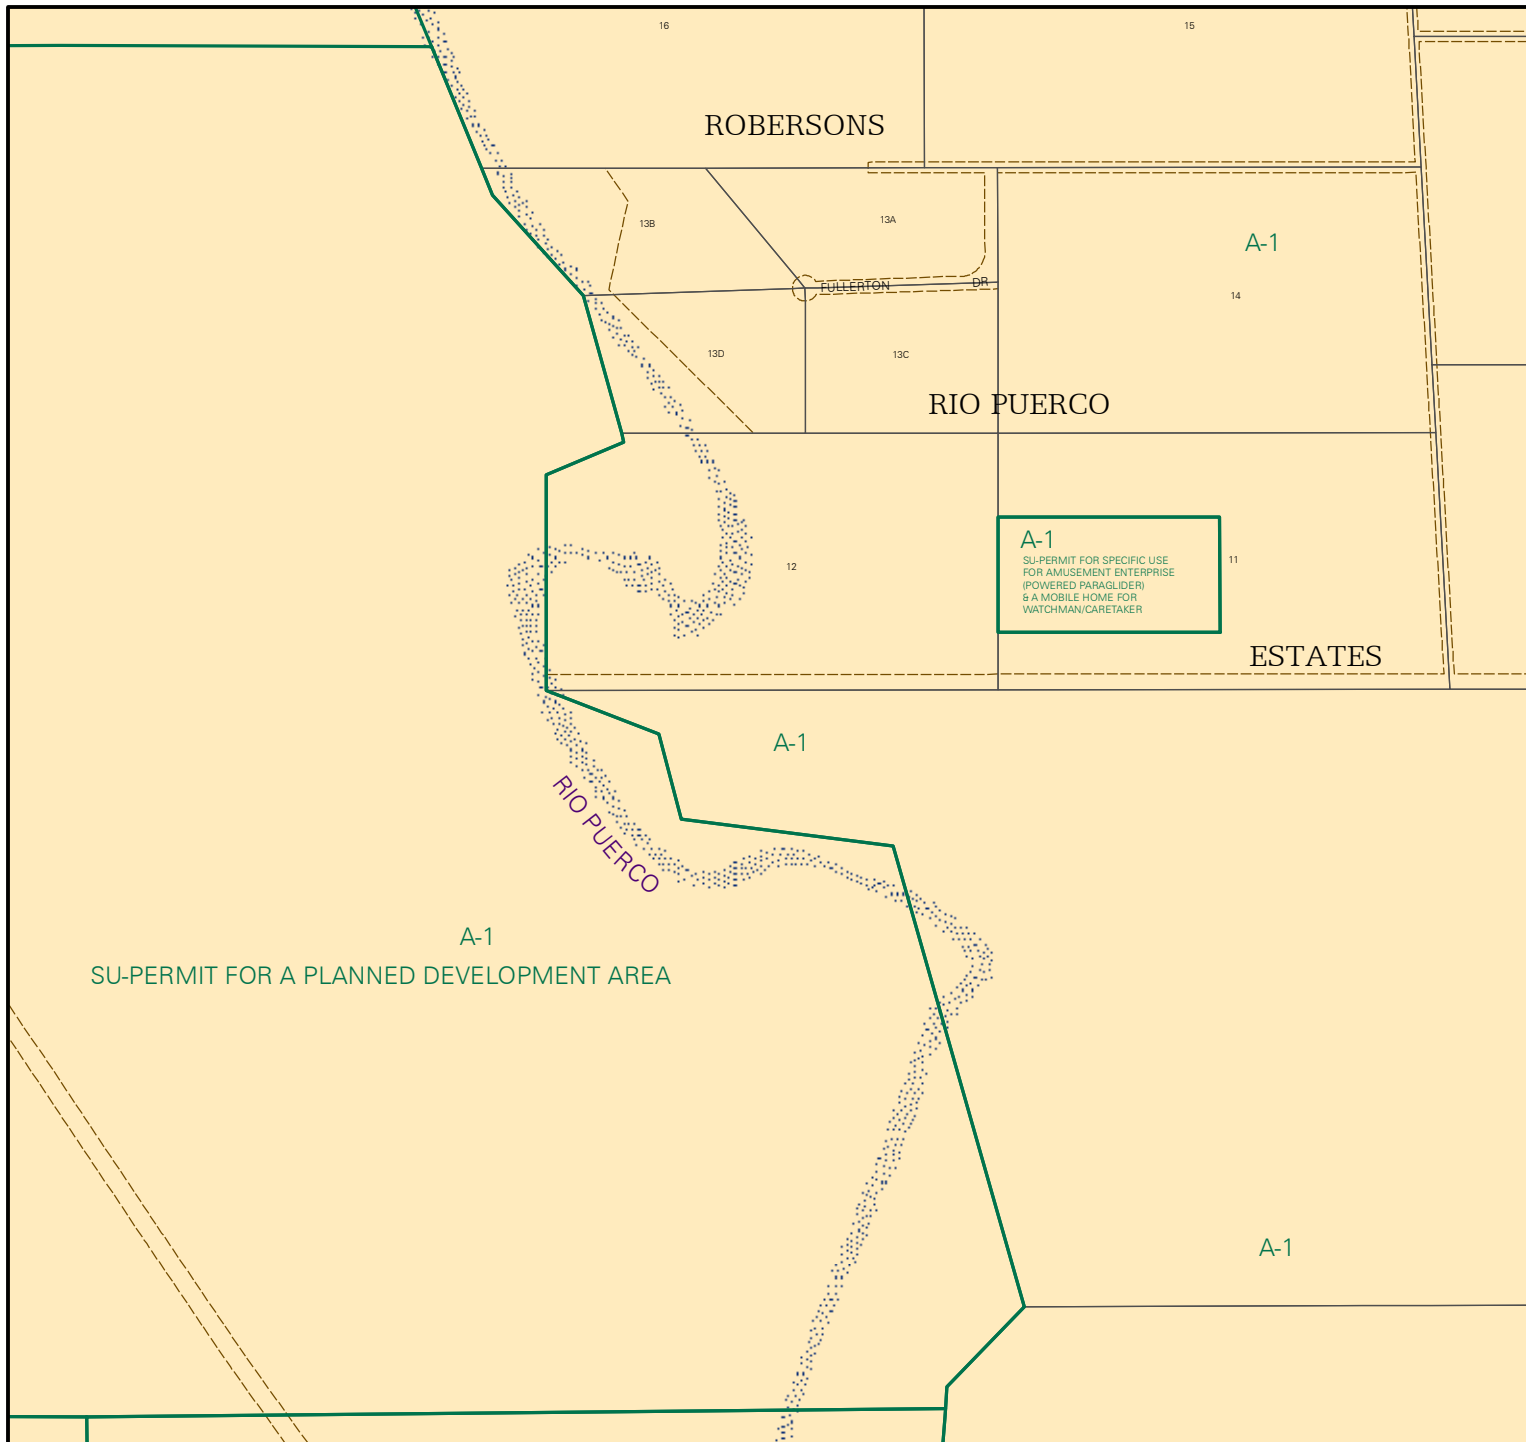 16
15
ROBERSONS
13B
13A
A-1
FULLERTON DR
14
13D
13C
RIO PUERCO
A-1
SU-PERMIT FOR SPECIFIC USE
FOR AMUSEMENT ENTERPRISE
(POWERED PARAGLIDER)
& A MOBILE HOME FOR
WATCHMAN/CARETAKER
12
11
ESTATES
A-1
RIO PUERCO
A-1
SU-PERMIT FOR A PLANNED DEVELOPMENT AREA
A-1